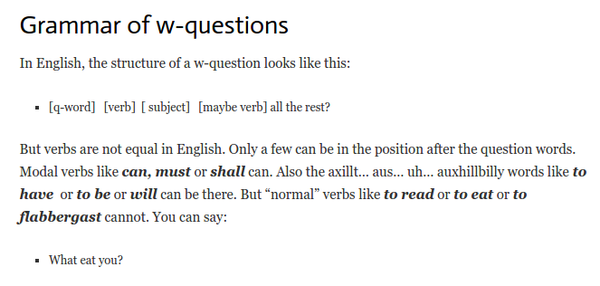 Grammar of w-questions
In English, the structure of a w-question looks like this:
▪ [q-word] [verb] [ subject] [maybe verb] all the rest?
But verbs are not equal in English. Only a few can be in the position after the question words.
Modal verbs like can, must or shall can. Also the axillt... aus... uh... auxhillbilly words like to
have or to be or will can be there. But “normal” verbs like to read or to eat or to
flabbergast cannot. You can say:
▪ What eat you?